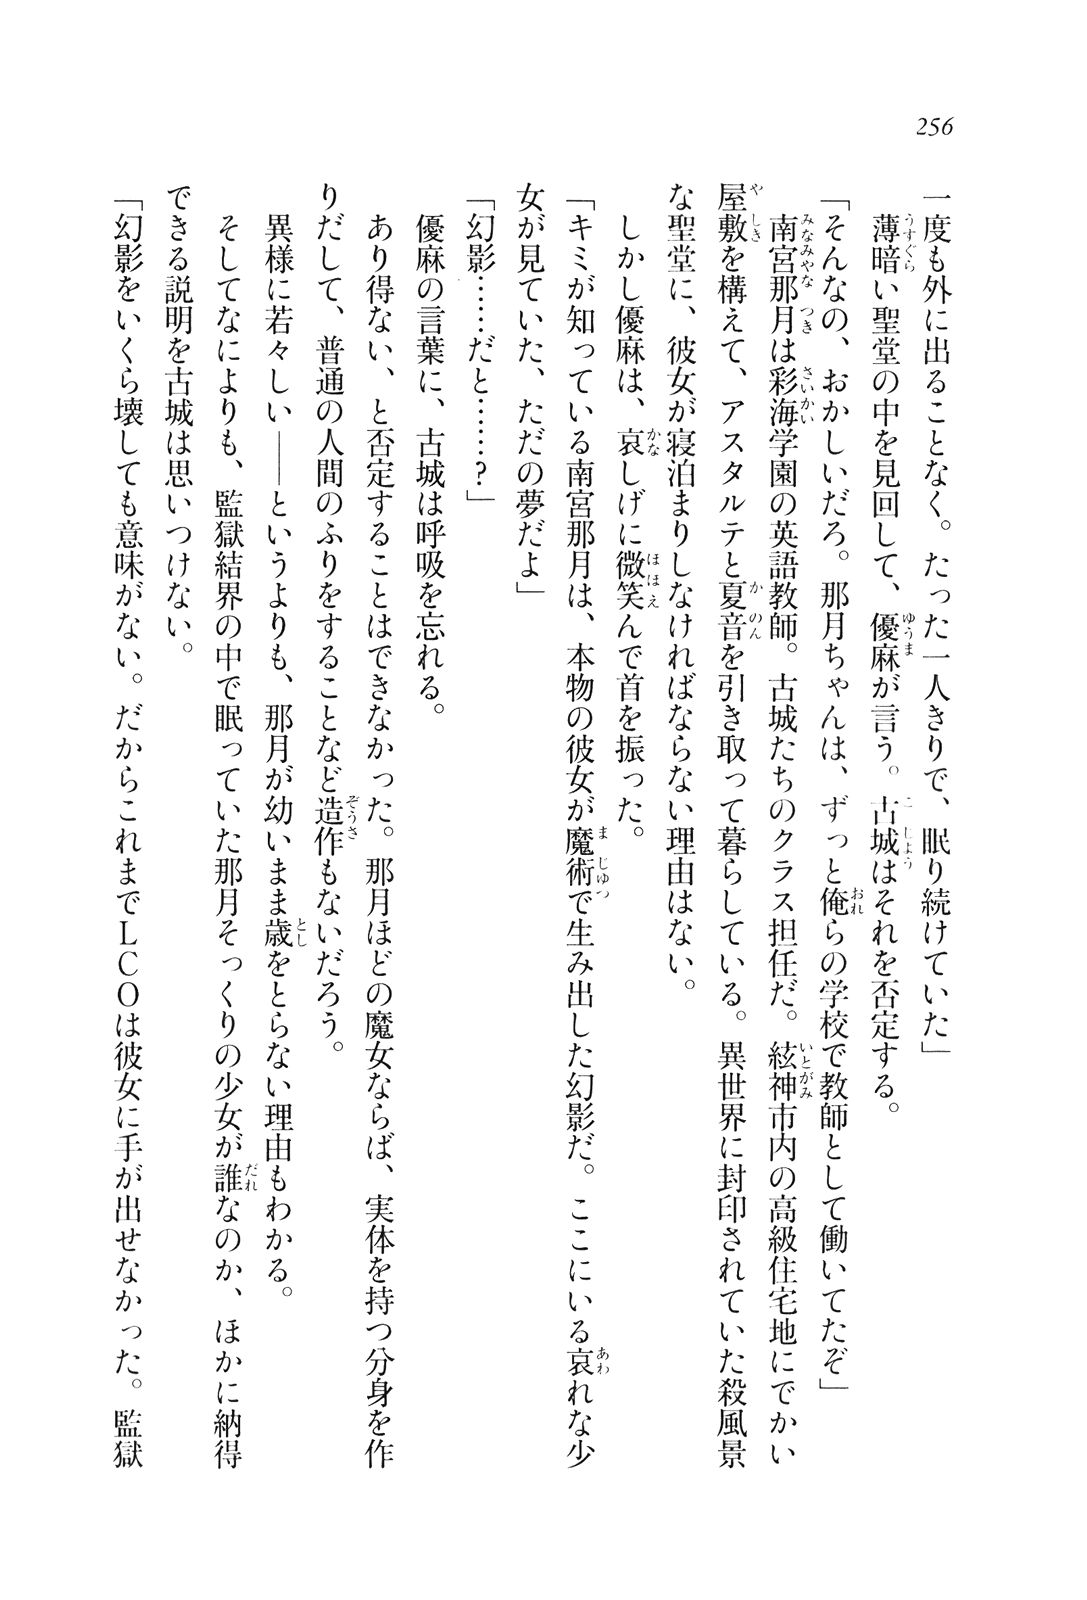 256
一度も外に出ることなく。たった一人きりで、眠り続けていた」
薄暗い聖堂の中を見回して、優麻が言う。古城はそれを否定する。
「そんなの、おかしいだろ。那月ちゃんは、ずっと俺らの学校で教師として働いてたぞ」
南宮那月は彩海学園の英語教師。古城たちのクラス担任だ。絃神市内の高級住宅地にでかい
屋敷を構えて、アスタルテと夏音を引き取って暮らしている。異世界に封印されていた殺風景
な聖堂に、彼女が寝泊まりしなければならない理由はない。
しかし優麻は、哀しげに微笑んで首を振った。
「キミが知っている南宮那月は、本物の彼女が魔術で生み出した幻影だ。ここにいる哀れな少
女が見ていた、ただの夢だよ」
「幻影……だと……?」
優麻の言葉に、古城は呼吸を忘れる。
あり得ない、と否定することはできなかった。那月ほどの魔女ならば、実体を持つ分身を作
りだして、普通の人間のふりをすることなど造作もないだろう。
異様に若々しい――というよりも、那月が幼いまま歳をとらない理由もわかる。
そしてなによりも、監獄結界の中で眠っていた那月そっくりの少女が誰なのか、ほかに納得
できる説明を古城は思いつけない。
「幻影をいくら壊しても意味がない。だからこれまでＬＣＯは彼女に手が出せなかった。監獄